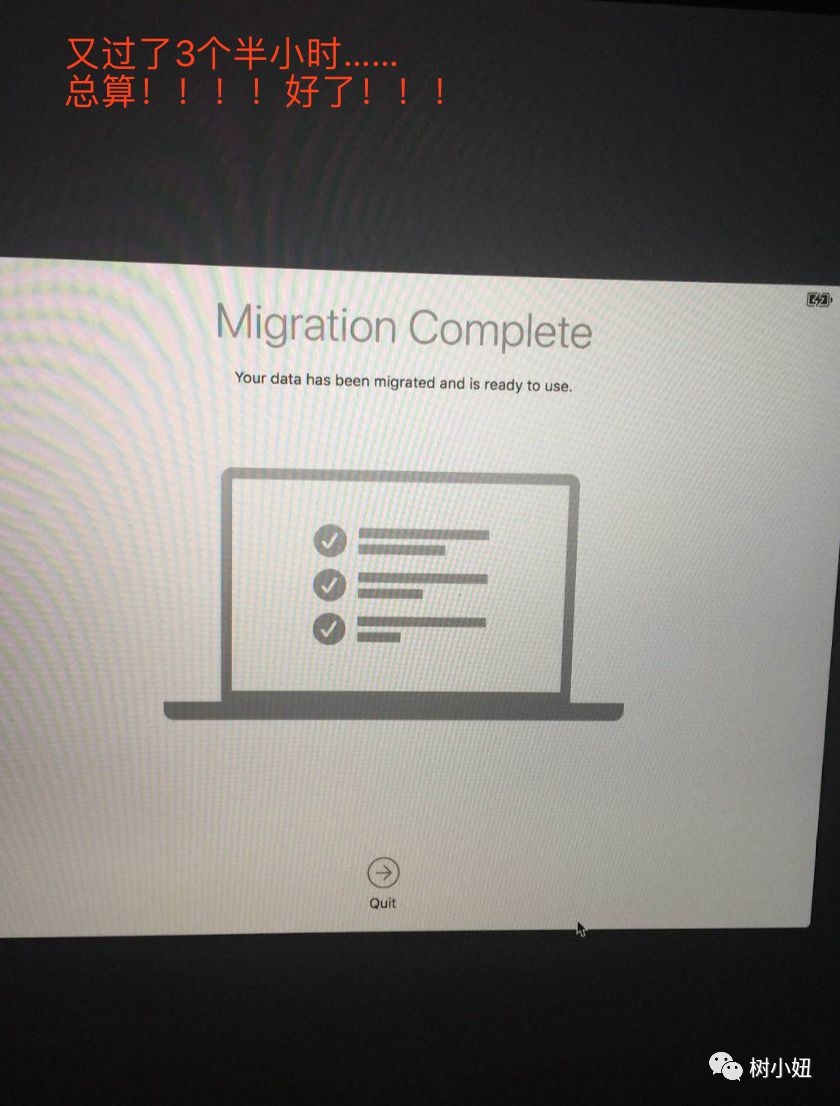 又过了3个半小时……
总算！！！！好了！！！
Migration Complete
Your data has been migrated and is ready to use.
Quit
树小妞